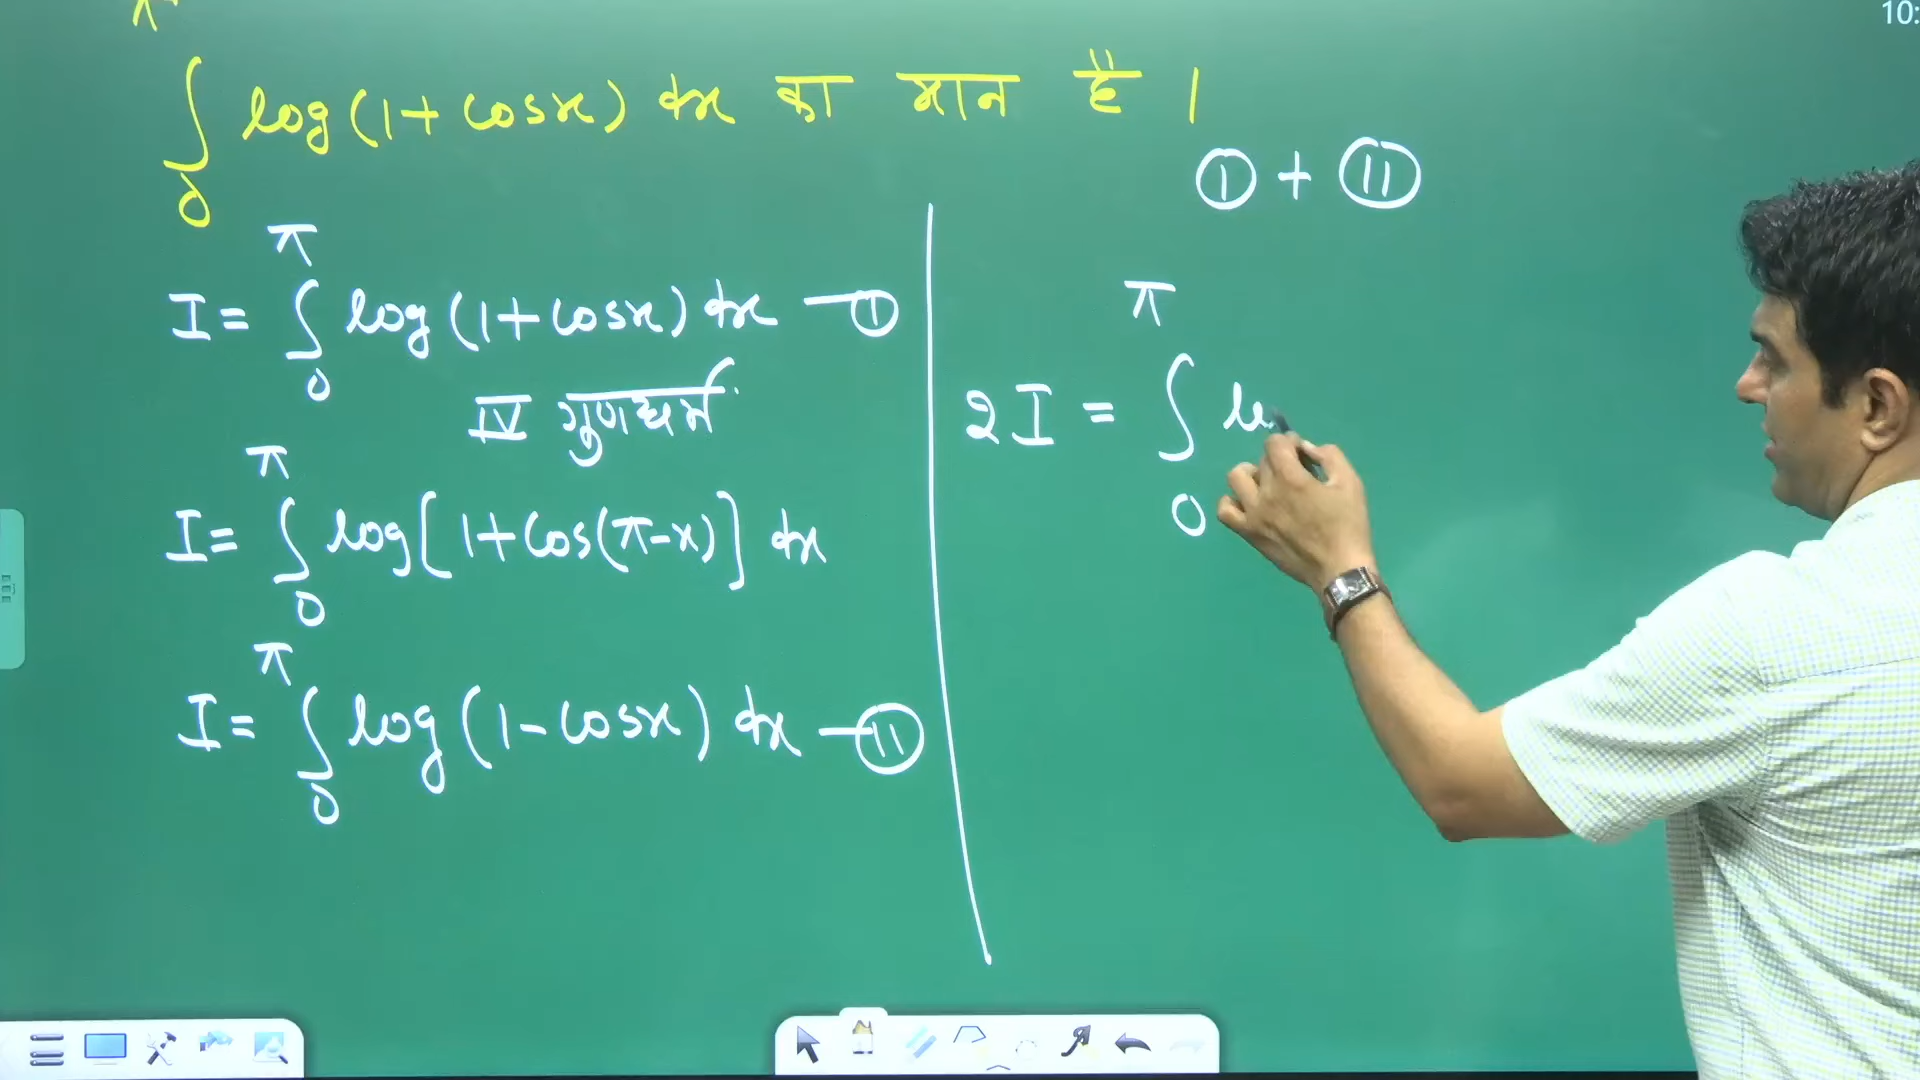 π
∫₀ log(1+cosx) dx का मान है ।
I = ∫₀^π log(1+cosx) dx — ①
IV गुणधर्म
I = ∫₀^π log[1+cos(π-x)] dx
I = ∫₀^π log(1-cosx) dx — ⑪
① + ⑪
2I = ∫₀^π
10: